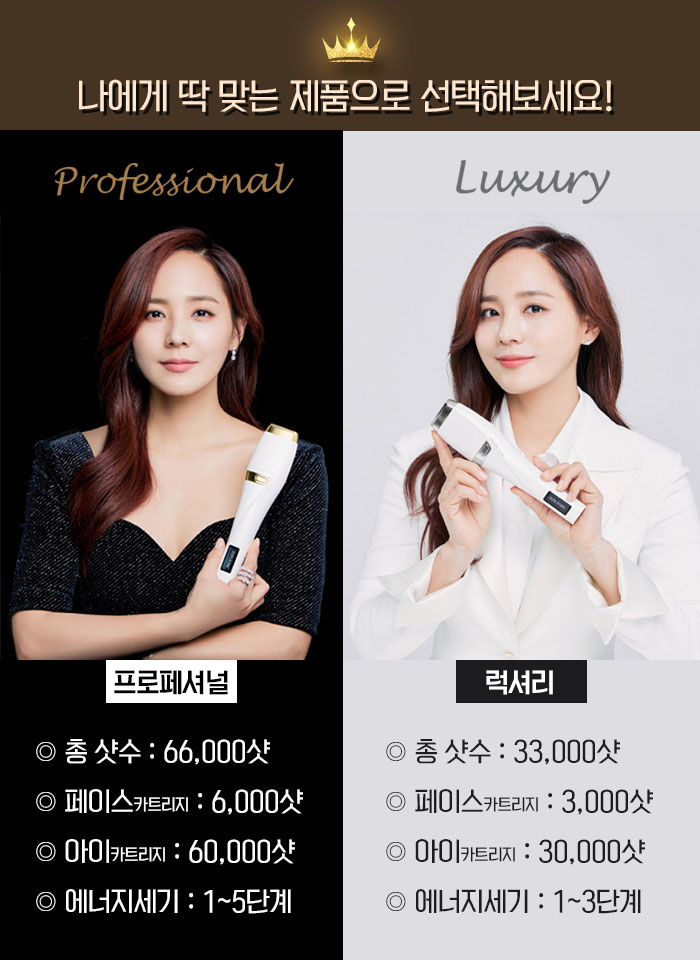 나에게 딱 맞는 제품으로 선택해보세요!
Professional
Luxury
프로페셔널
◎ 총 샷수 : 66,000샷
◎ 페이스카트리지 : 6,000샷
◎ 아이카트리지 : 60,000샷
◎ 에너지세기 : 1~5단계
럭셔리
◎ 총 샷수 : 33,000샷
◎ 페이스카트리지 : 3,000샷
◎ 아이카트리지 : 30,000샷
◎ 에너지세기 : 1~3단계